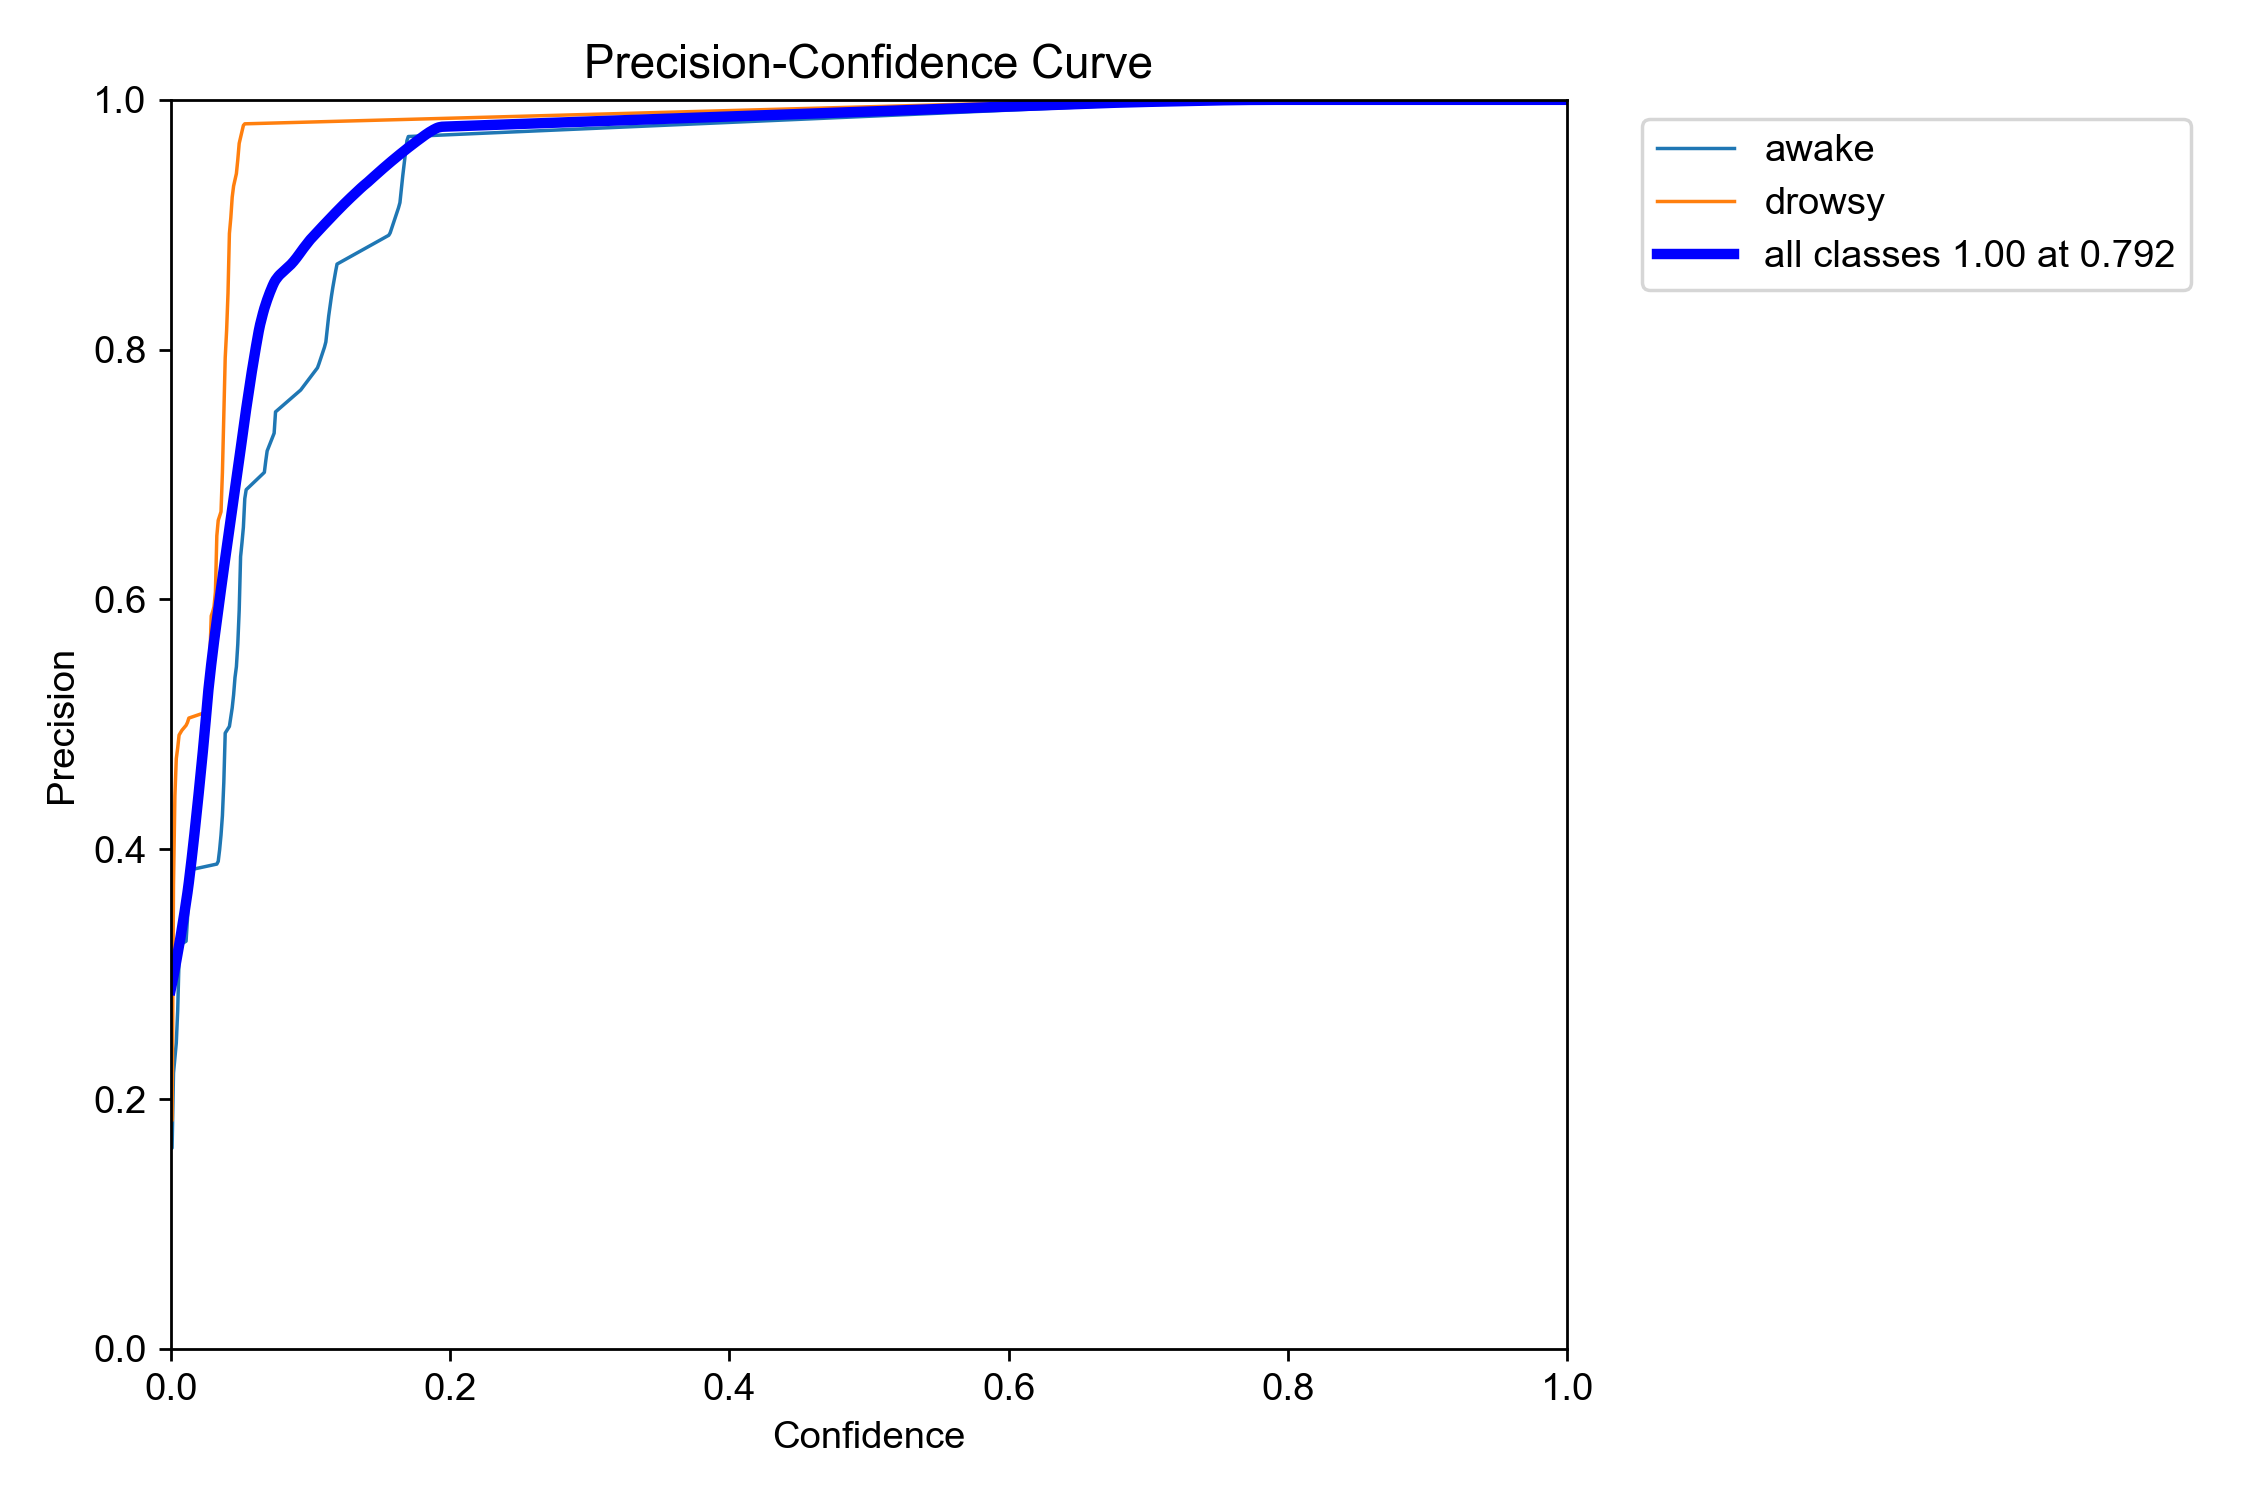 Precision-Confidence Curve
1.0
0.8
0.6
0.4
0.2
0.0
Precision
0.0 0.2 0.4 0.6 0.8 1.0
Confidence
awake
drowsy
all classes 1.00 at 0.792